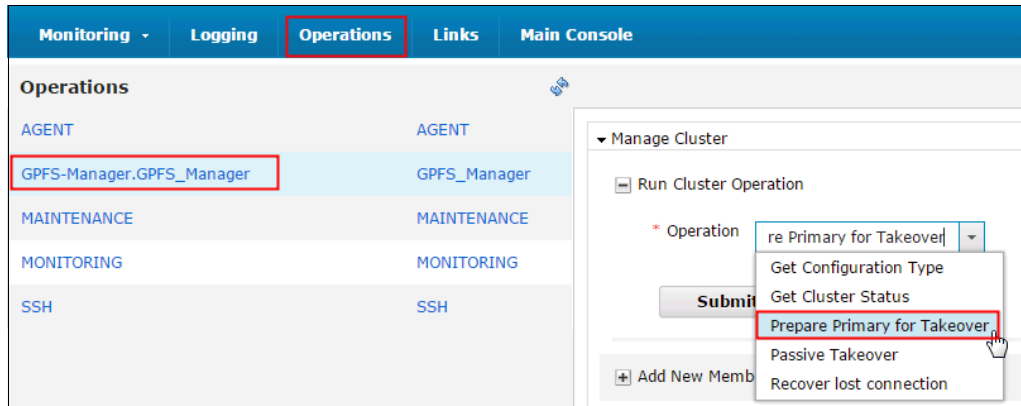 Monitoring Logging Operations Links Main Console
Operations
AGENT AGENT
GPFS-Manager.GPFS_Manager GPFS_Manager
MAINTENANCE MAINTENANCE
MONITORING MONITORING
SSH SSH
Manage Cluster
Run Cluster Operation
* Operation re Primary for Takeover
Get Configuration Type
Get Cluster Status
Prepare Primary for Takeover
Passive Takeover
Recover lost connection
Submit
Add New Memb